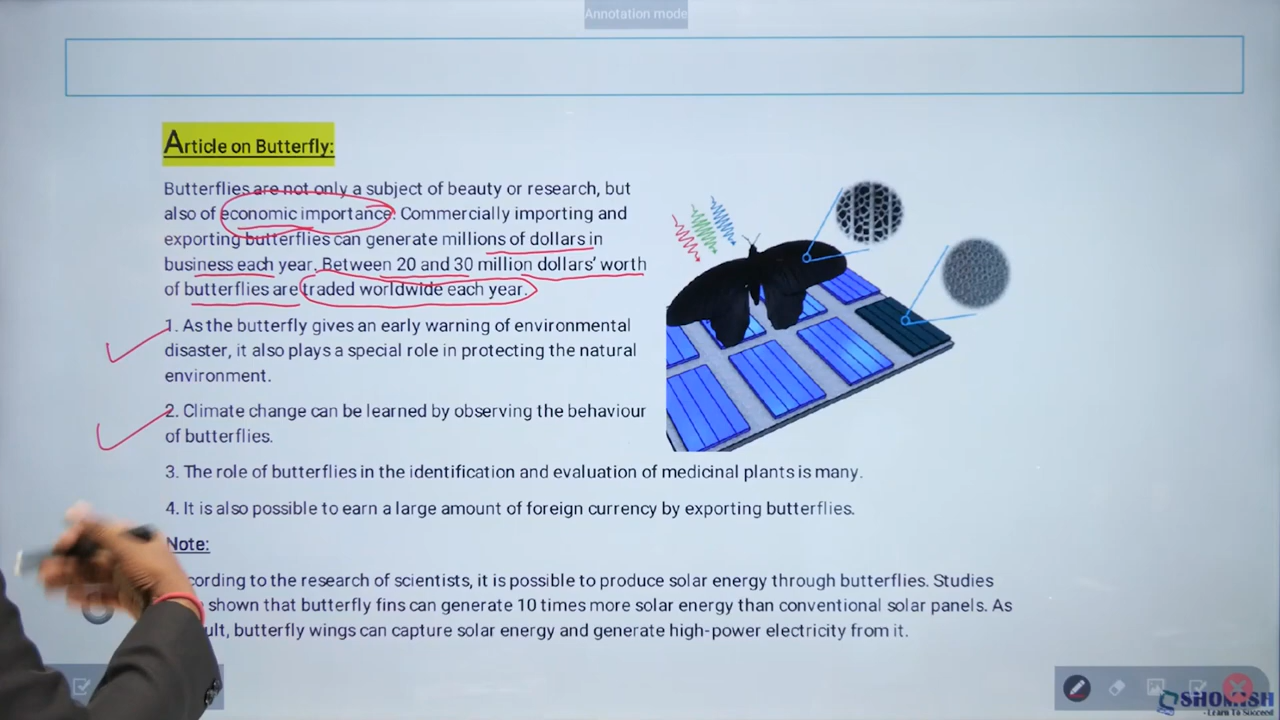 Annotation mode
Article on Butterfly:
Butterflies are not only a subject of beauty or research, but
also of economic importance. Commercially importing and
exporting butterflies can generate millions of dollars in
business each year. Between 20 and 30 million dollars' worth
of butterflies are traded worldwide each year.
1. As the butterfly gives an early warning of environmental
disaster, it also plays a special role in protecting the natural
environment.
2. Climate change can be learned by observing the behaviour
of butterflies.
3. The role of butterflies in the identification and evaluation of medicinal plants is many.
4. It is also possible to earn a large amount of foreign currency by exporting butterflies.
Note:
to the research of scientists, it is possible to produce solar energy through butterflies. Studies
shown that butterfly fins can generate 10 times more solar energy than conventional solar panels. As
butterfly wings can capture solar energy and generate high-power electricity from it.
- Learn To Succeed